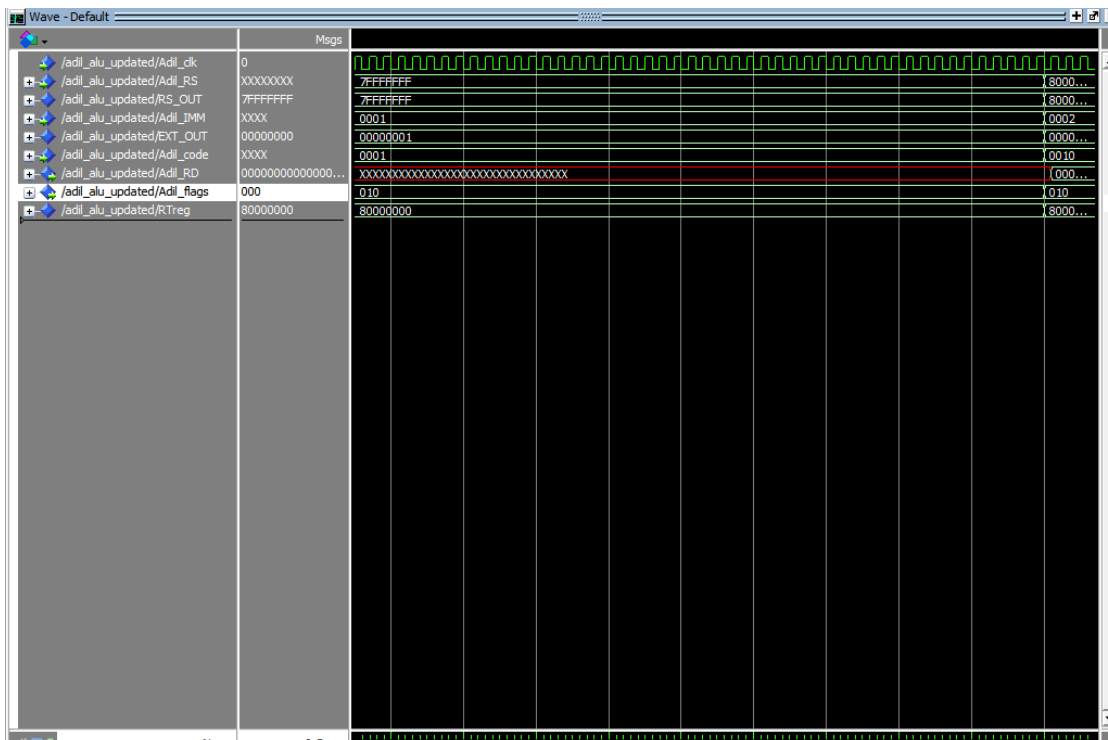 Wave - Default
Msgs
/adil_alu_updated/Adil_clk 0
/adil_alu_updated/Adil_RS XXXXXXXX 7FFFFFFF 8000...
/adil_alu_updated/RS_OUT 7FFFFFFF 7FFFFFFF 8000...
/adil_alu_updated/Adil_IMM XXXX 0001 0002
/adil_alu_updated/EXT_OUT 00000000 00000001 0000...
/adil_alu_updated/Adil_code XXXX 0001 0010
/adil_alu_updated/Adil_RD 00000000000000... XXXXXXXXXXXXXXXXXXXXXXXXXXXXXXXX (000...
/adil_alu_updated/Adil_flags 000 010 010
/adil_alu_updated/RTreg 80000000 80000000 8000...